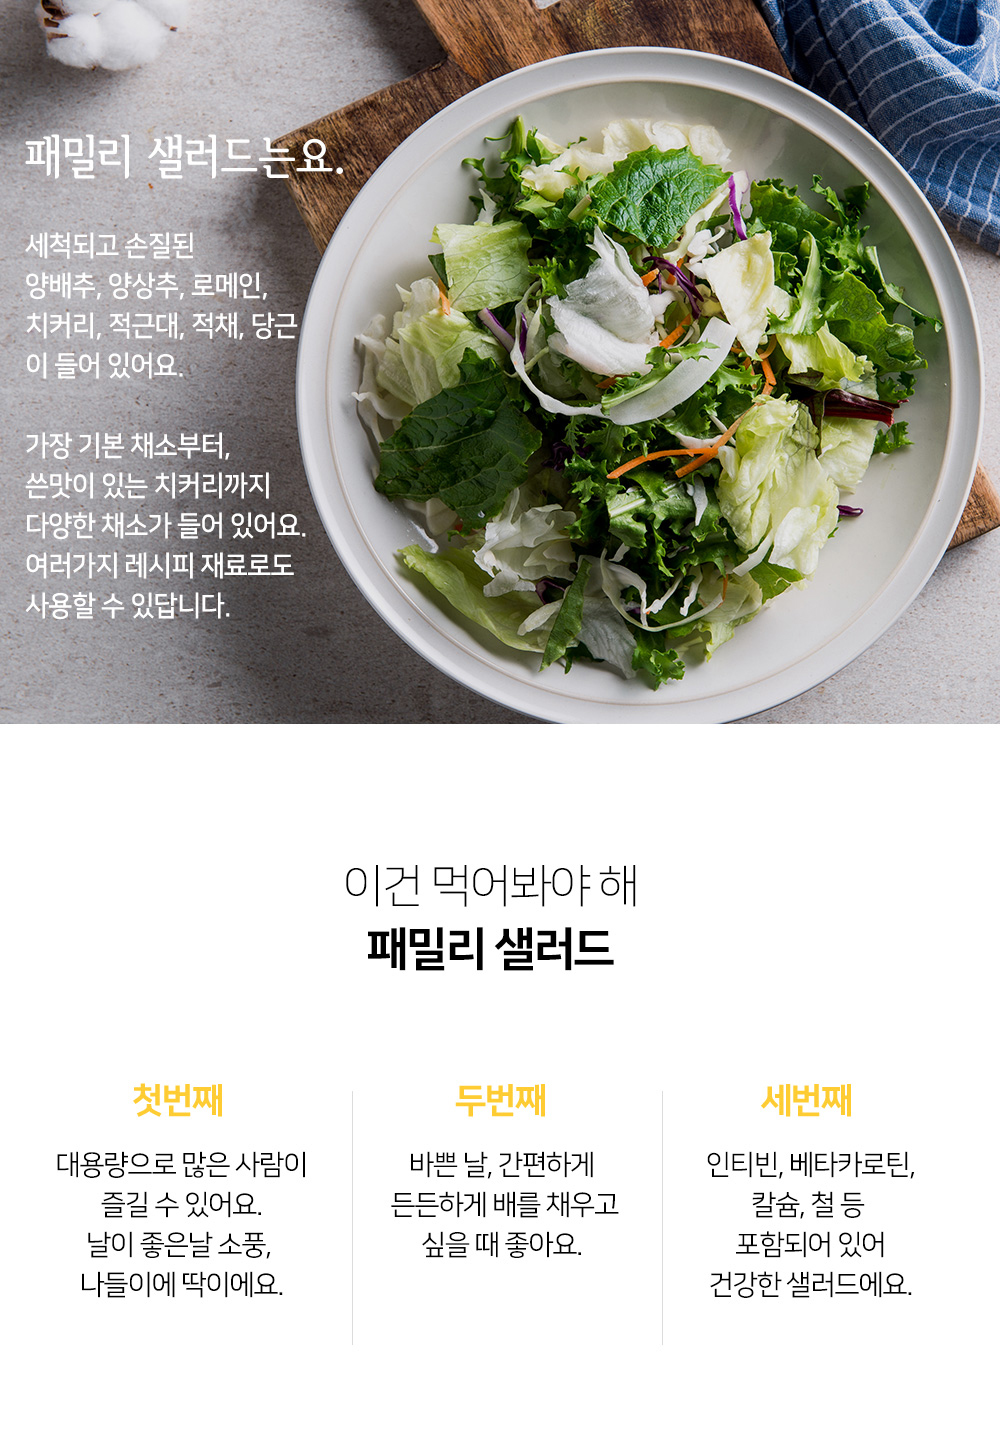 패밀리 샐러드는요.
세척되고 손질된
양배추, 양상추, 로메인,
치커리, 적근대, 적채, 당근
이 들어 있어요.
가장 기본 채소부터,
쓴맛이 있는 치커리까지
다양한 채소가 들어 있어요.
여러가지 레시피 재료로도
사용할 수 있답니다.
이건 먹어봐야 해
패밀리 샐러드
첫번째
대용량으로 많은 사람이
즐길 수 있어요.
날이 좋은날 소풍,
나들이에 딱이에요.
두번째
바쁜 날, 간편하게
든든하게 배를 채우고
싶을 때 좋아요.
세번째
인티빈, 베타카로틴,
칼슘, 철 등
포함되어 있어
건강한 샐러드에요.